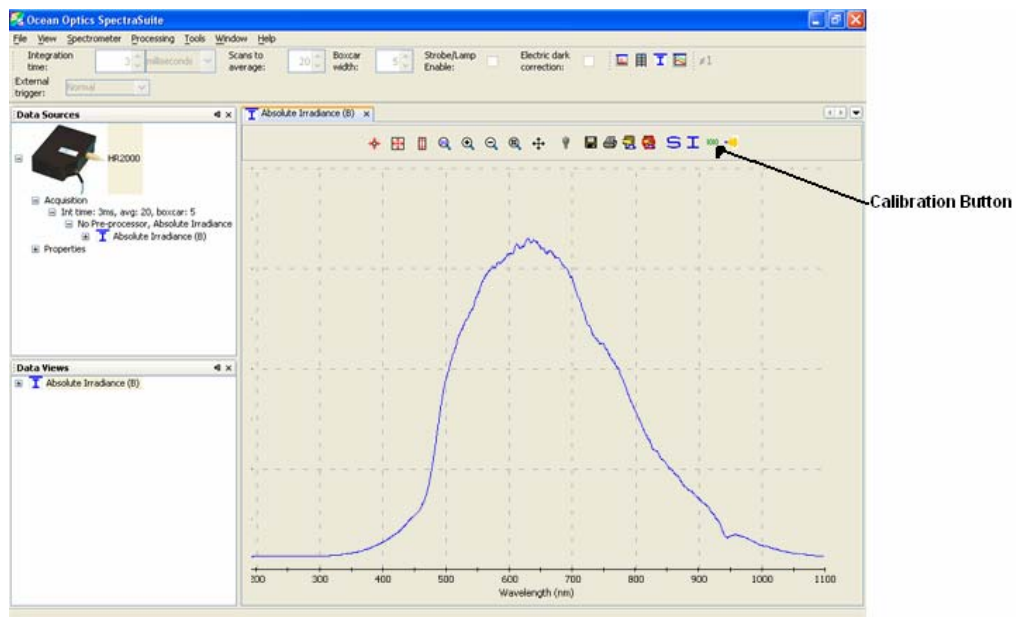 Ocean Optics SpectraSuite
File View Spectrometer Processing Tools Window Help
Integration time: 3 milliseconds
Scans to average: 20
Boxcar width: 5
Strobe/Lamp Enable:
Electric dark correction:
≠1
External trigger: Normal
Data Sources
HR2000
Acquisition
Int time: 3ms, avg: 20, boxcar: 5
No Pre-processor, Absolute Irradiance
Absolute Irradiance (B)
Properties
Data Views
Absolute Irradiance (B)
Absolute Irradiance (B)
S I
Calibration Button
200 300 400 500 600 700 800 900 1000 1100
Wavelength (nm)